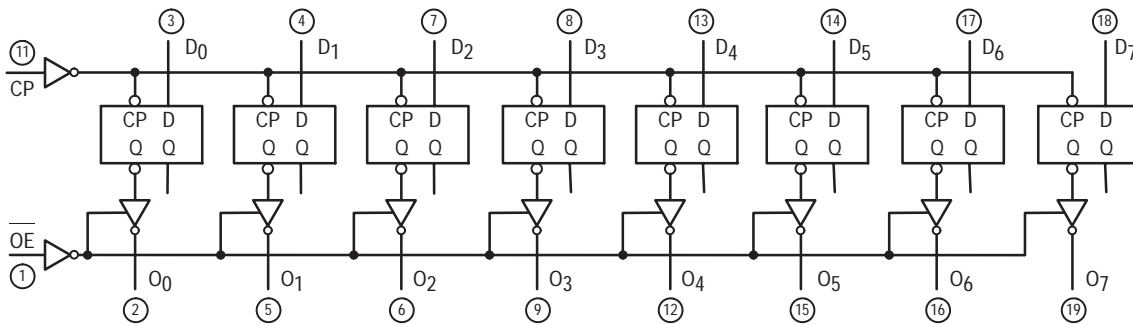 3 4 7 8 13 14 17 18
11 D0 D1 D2 D3 D4 D5 D6 D7
CP
CP D CP D CP D CP D CP D CP D CP D CP D
Q Q Q Q Q Q Q Q Q Q Q Q Q Q Q Q
OE
1 O0 O1 O2 O3 O4 O5 O6 O7
2 5 6 9 12 15 16 19